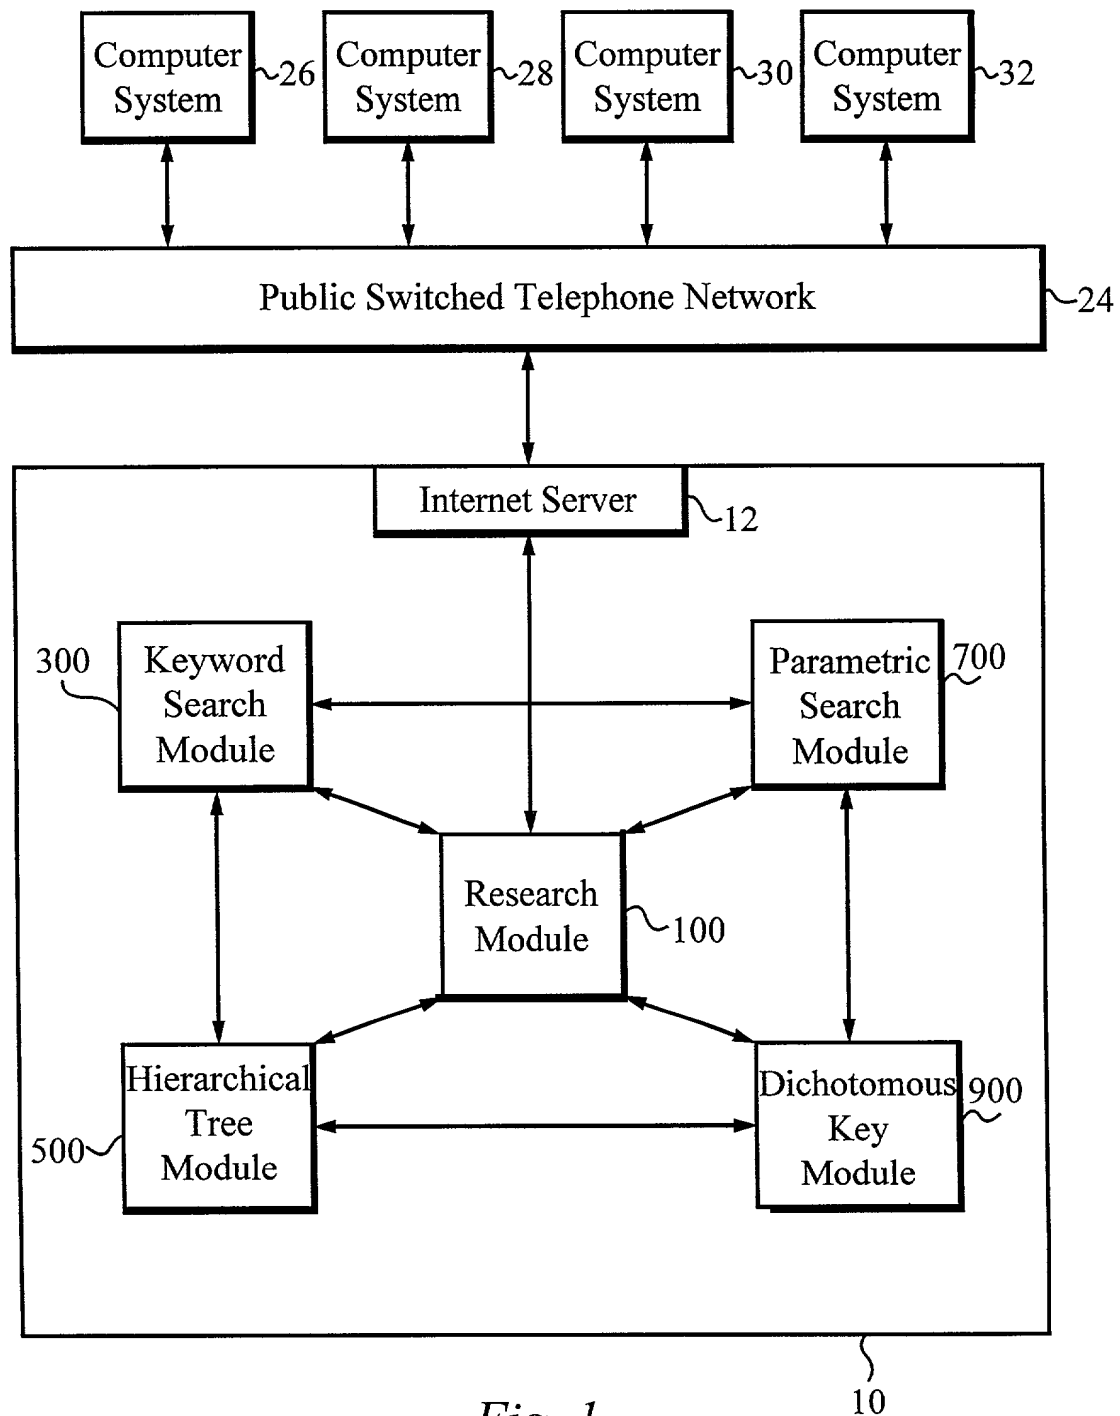 Computer
System
26
Computer
System
28
Computer
System
30
Computer
System
32
Public Switched Telephone Network
24
Internet Server
12
300
Keyword
Search
Module
Parametric
Search
Module
700
Research
Module
100
Hierarchical
Tree
Module
500
Dichotomous
Key
Module
900
10
Fig. 1